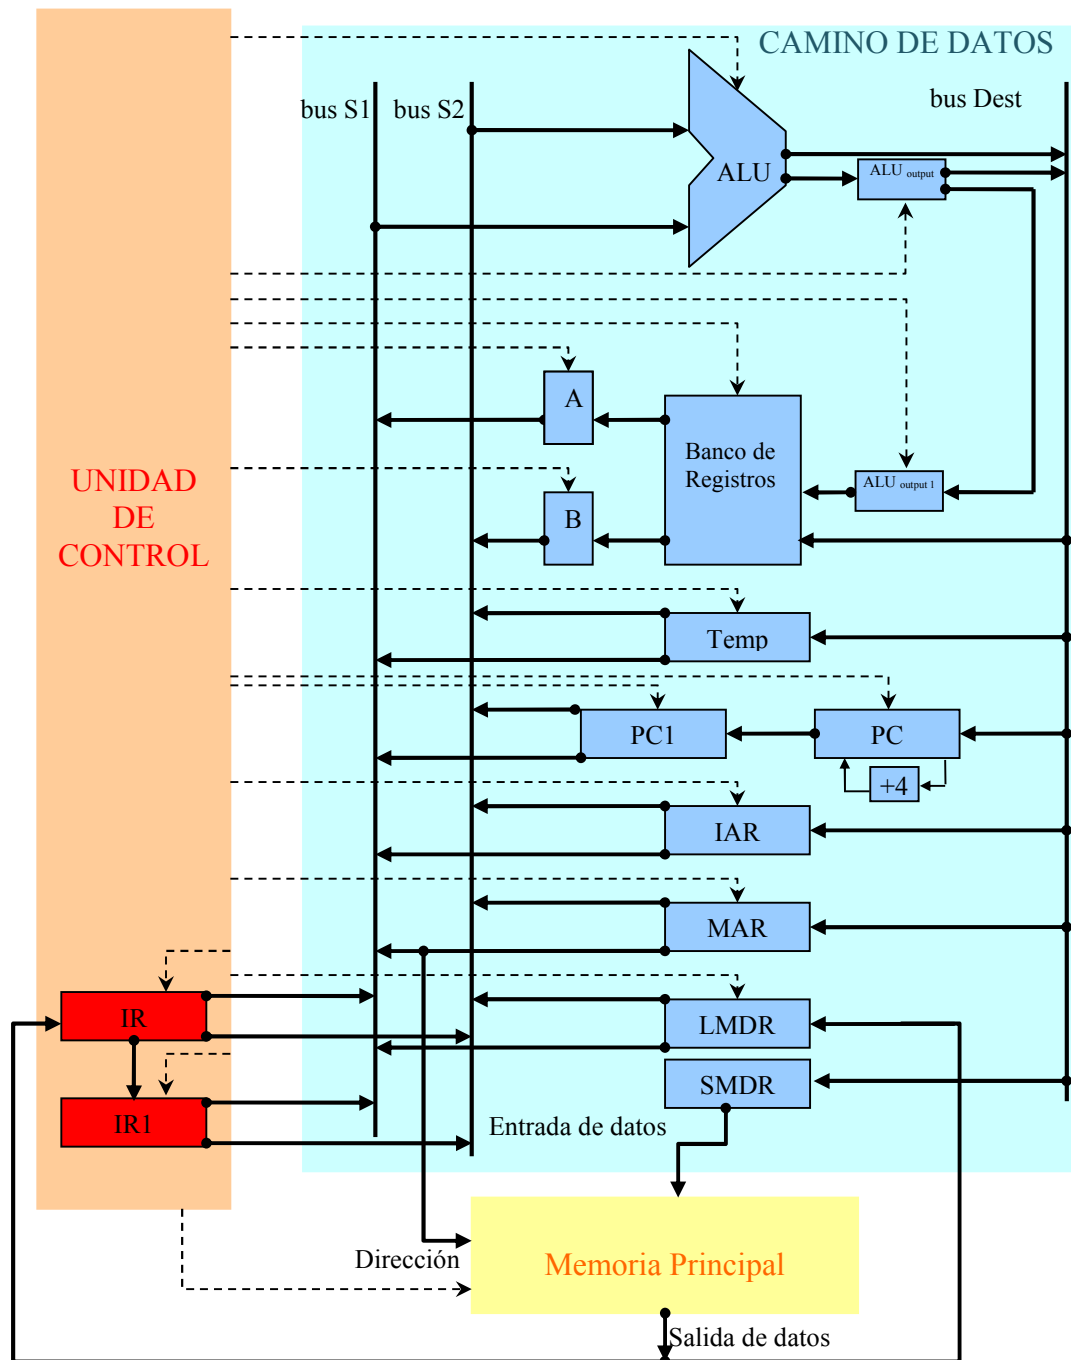 CAMINO DE DATOS
bus S1
bus S2
bus Dest
ALU
ALU output
A
Banco de
Registros
ALU output 1
B
UNIDAD
DE
CONTROL
Temp
PC1
PC
+4
IAR
MAR
IR
LMDR
SMDR
IR1
Entrada de datos
Dirección
Memoria Principal
Salida de datos